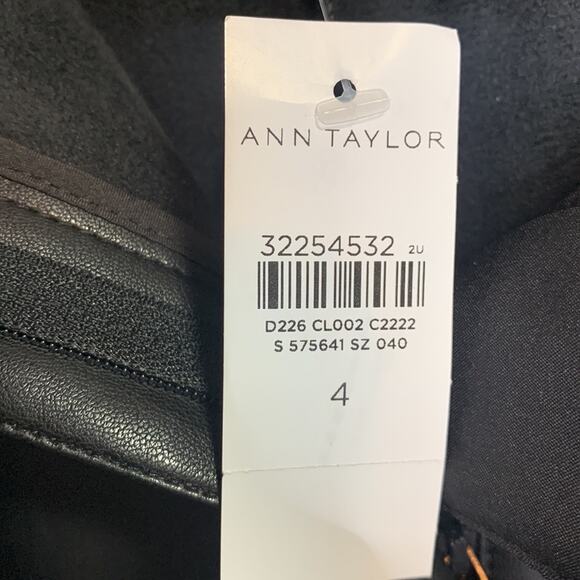 ANN TAYLOR
32254532 2U
D226 CL002 C2222
S 575641 SZ 040
4